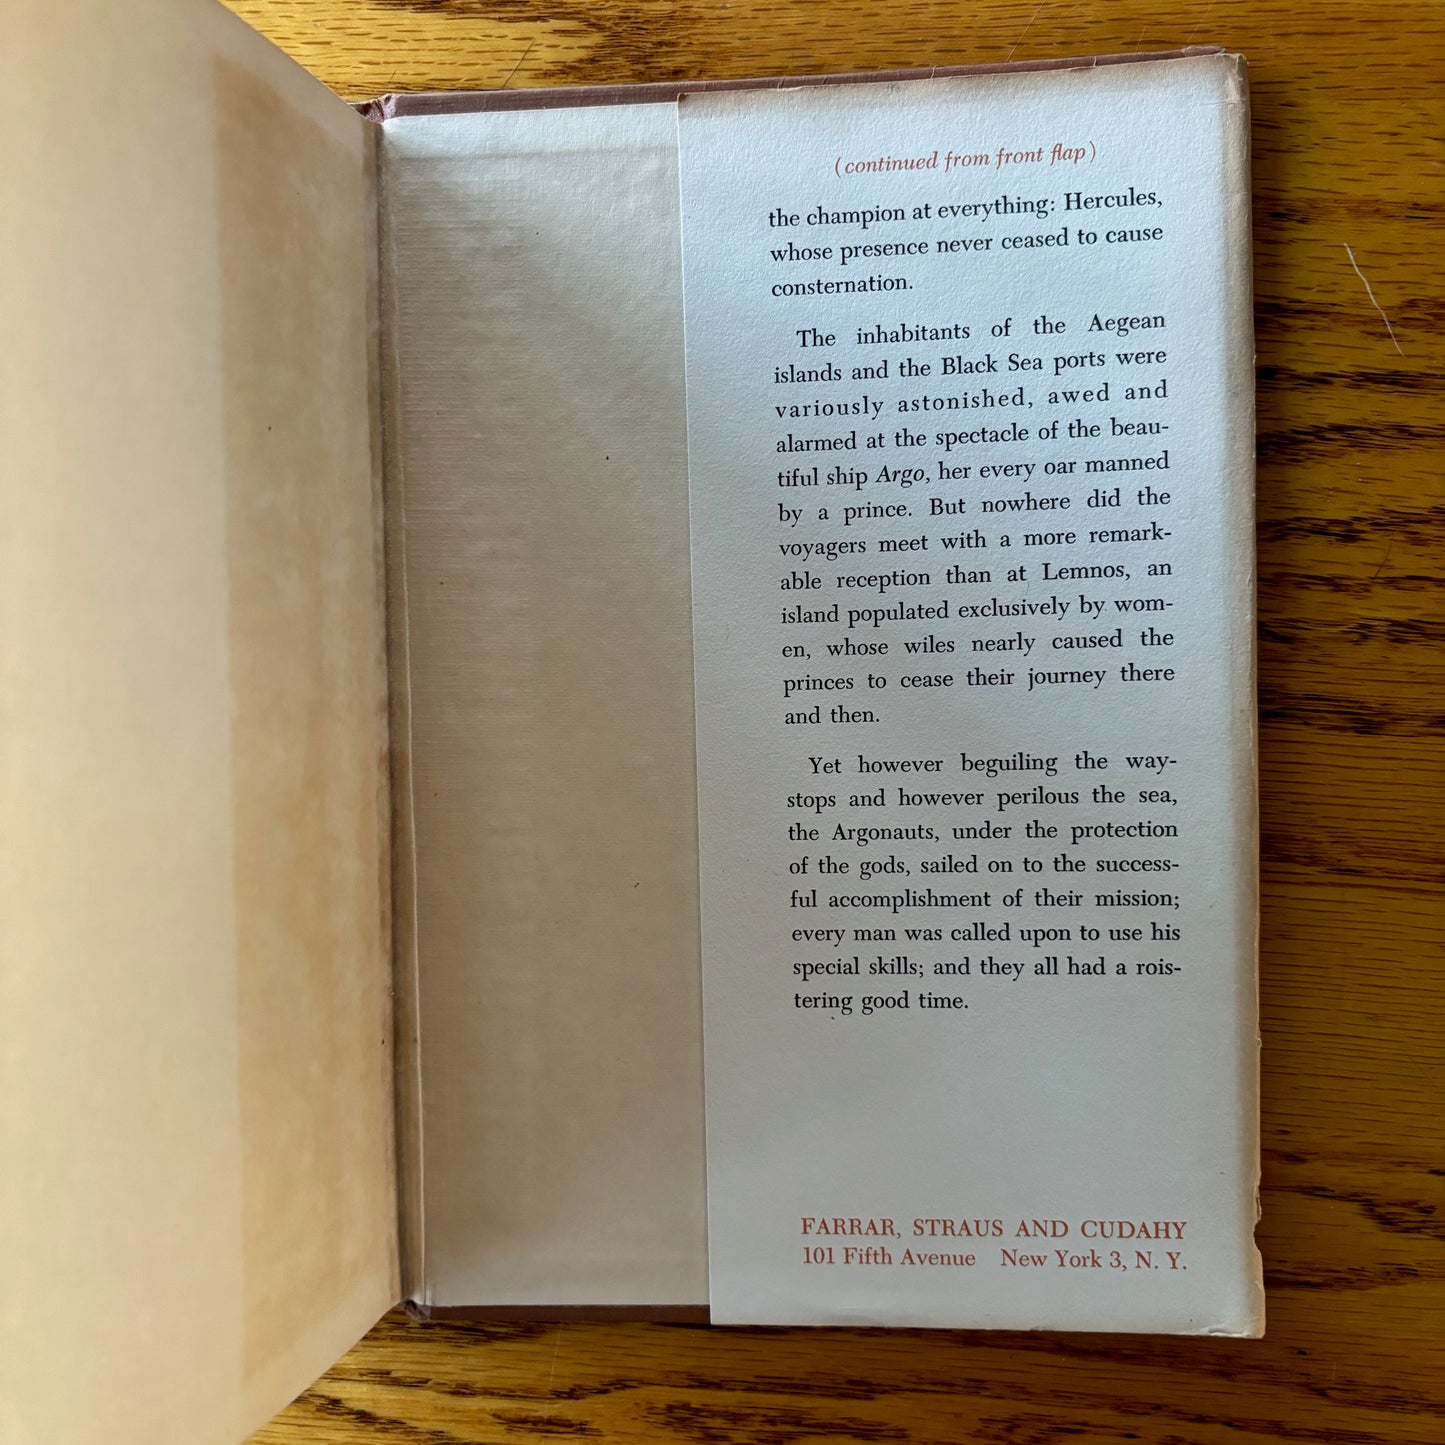 (continued from front flap)
the champion at everything: Hercules,
whose presence never ceased to cause
consternation.
The inhabitants of the Aegean
islands and the Black Sea ports were
variously astonished, awed and
alarmed at the spectacle of the beau-
tiful ship Argo, her every oar manned
by a prince. But nowhere did the
voyagers meet with a more remark-
able reception than at Lemnos, an
island populated exclusively by wom-
en, whose wiles nearly caused the
princes to cease their journey there
and then.
Yet however beguiling the way-
stops and however perilous the sea,
the Argonauts, under the protection
of the gods, sailed on to the success-
ful accomplishment of their mission;
every man was called upon to use his
special skills; and they all had a rois-
tering good time.
FARRAR, STRAUS AND CUDAHY
101 Fifth Avenue New York 3, N. Y.